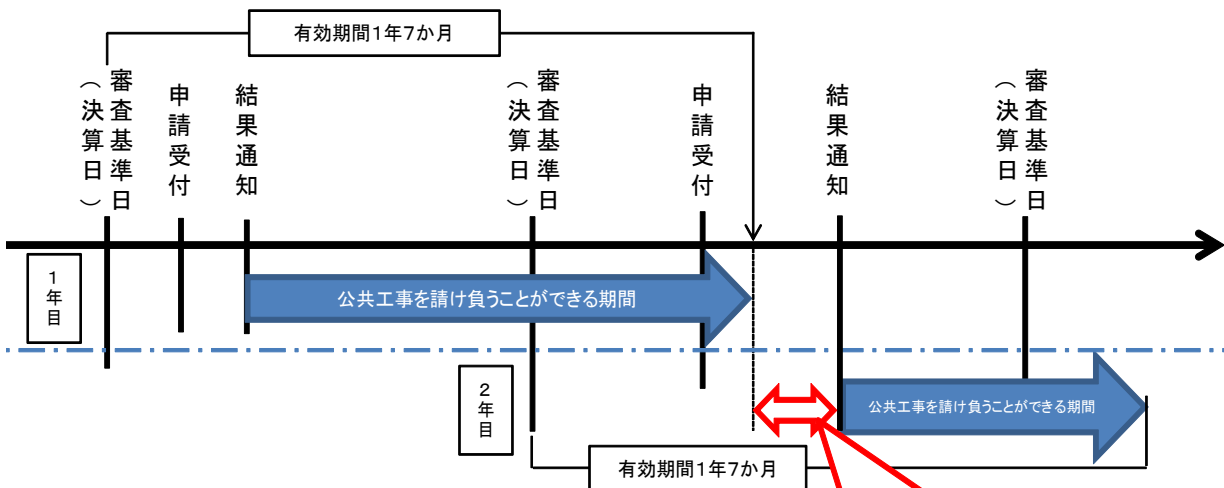 有効期間1年7か月
審査基準日
（決算日）
申請受付
結果通知
審査基準日
（決算日）
申請受付
結果通知
審査基準日
（決算日）
1年目
公共工事を請け負うことができる期間
2年目
公共工事を請け負うことができる期間
有効期間1年7か月